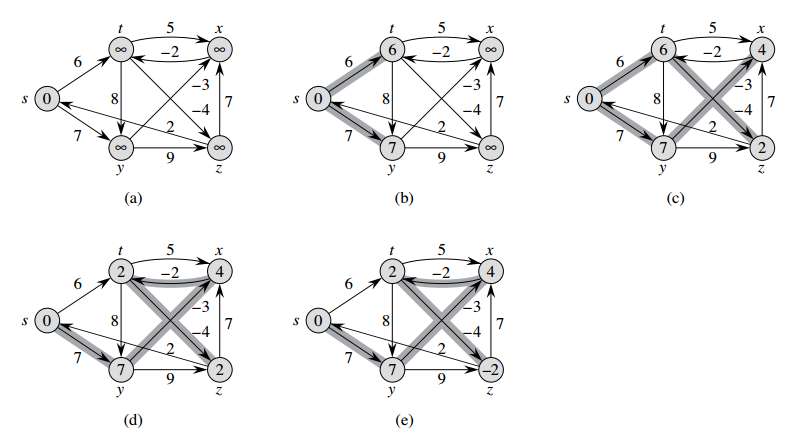 t 5 x t 5 x t 5 x
∞ −2 ∞ 6 −2 ∞ 6 −2 4
6 6 6
s 0 8 −3 −4 7 s 0 8 −3 −4 7 s 0 8 −3 −4 7
7 2 7 2 7 2
∞ 9 ∞ 7 9 ∞ 7 9 2
y z y z y z
(a) (b) (c)
t 5 x t 5 x
2 −2 4 2 −2 4
6 6
s 0 8 −3 −4 7 s 0 8 −3 −4 7
7 2 7 2
7 9 2 7 9 −2
y z y z
(d) (e)